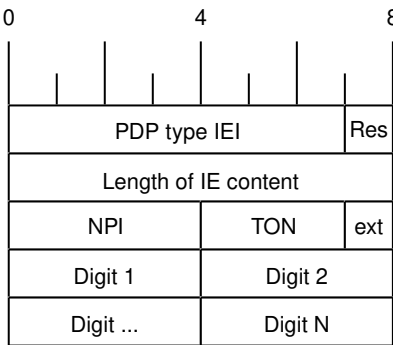 0 4 8
PDP type IEI Res
Length of IE content
NPI TON ext
Digit 1 Digit 2
Digit ... Digit N